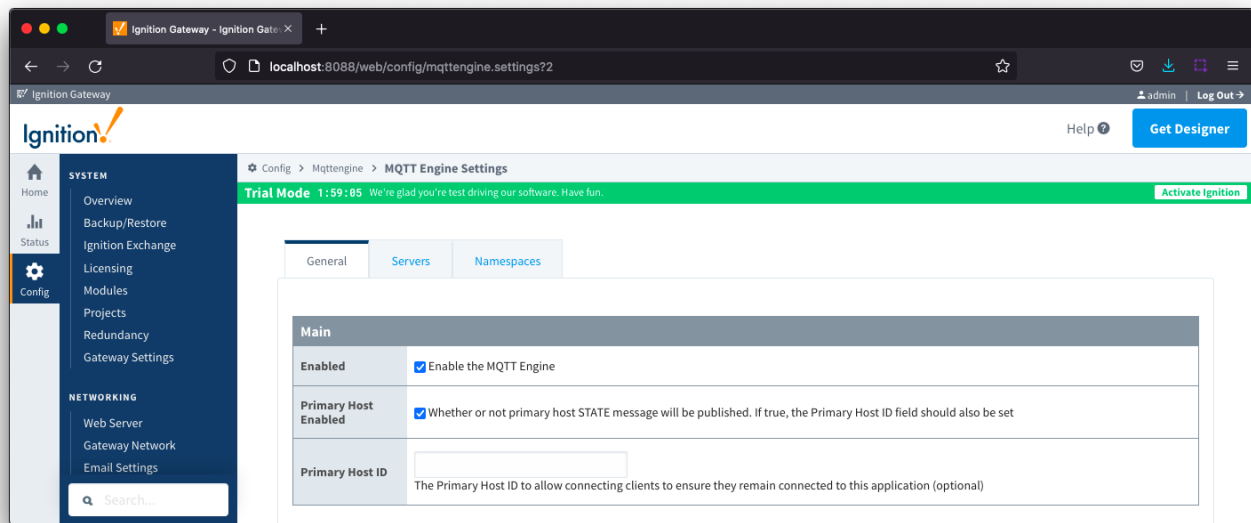 Ignition Gateway - Ignition Gate
localhost:8088/web/config/mqttengine.settings?2
Ignition Gateway
admin | Log Out
Ignition!
Help
Get Designer
Home
Status
Config
SYSTEM
Overview
Backup/Restore
Ignition Exchange
Licensing
Modules
Projects
Redundancy
Gateway Settings
NETWORKING
Web Server
Gateway Network
Email Settings
Search...
Config > Mqttengine > MQTT Engine Settings
Trial Mode 1:59:05 We're glad you're test driving our software. Have fun.
Activate Ignition
General
Servers
Namespaces
Main
Enabled
Enable the MQTT Engine
Primary Host
Enabled
Whether or not primary host STATE message will be published. If true, the Primary Host ID field should also be set
Primary Host ID
The Primary Host ID to allow connecting clients to ensure they remain connected to this application (optional)